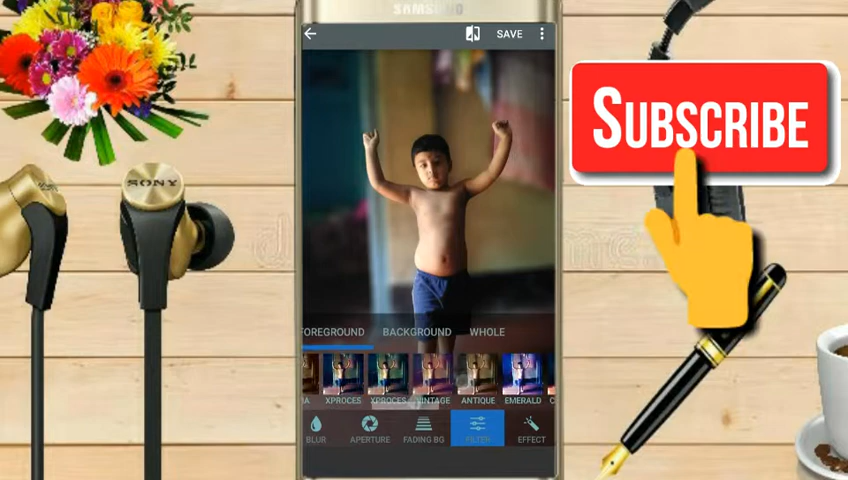 SAMSUNG
SAVE
SUBSCRIBE
SONY
FOREGROUND BACKGROUND WHOLE
XPROCES XPROCES VINTAGE ANTIQUE EMERALD
BLUR APERTURE FADING BG FILTER EFFECT